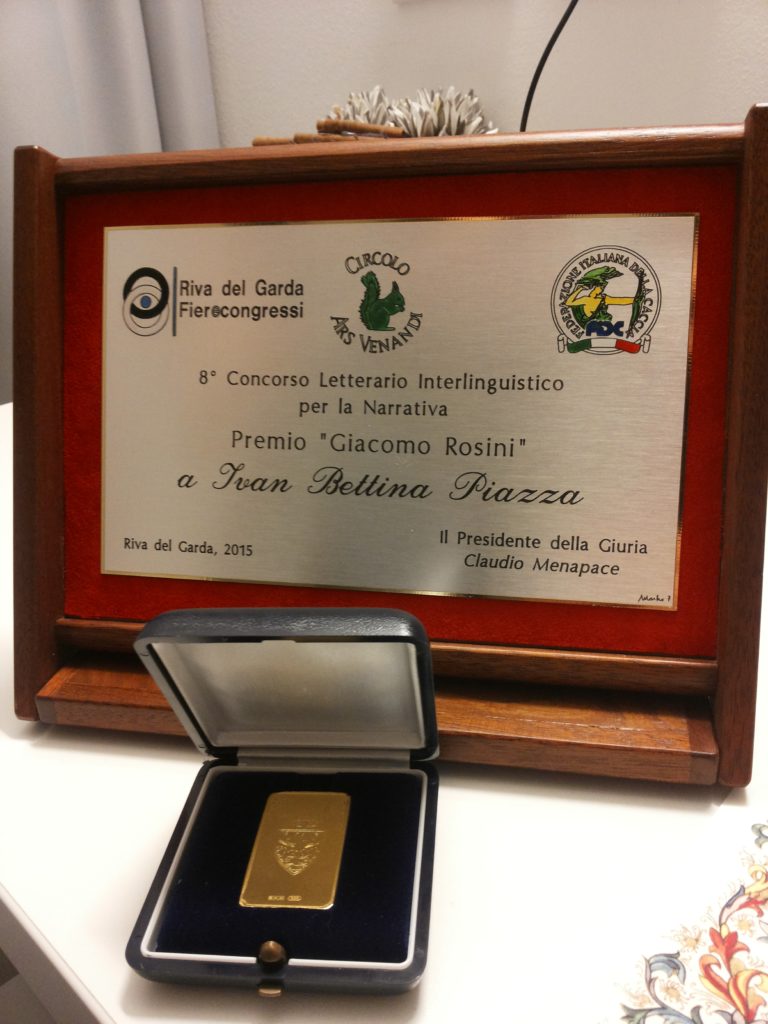 Riva del Garda
Fierecongressi
CIRCOLO
ARS VENANDI
FEDERAZIONE ITALIANA DELLA CACCIA
FIDC
8° Concorso Letterario Interlinguistico
per la Narrativa
Premio "Giacomo Rosini"
a Ivan Bettina Piazza
Riva del Garda, 2015
Il Presidente della Giuria
Claudio Menapace